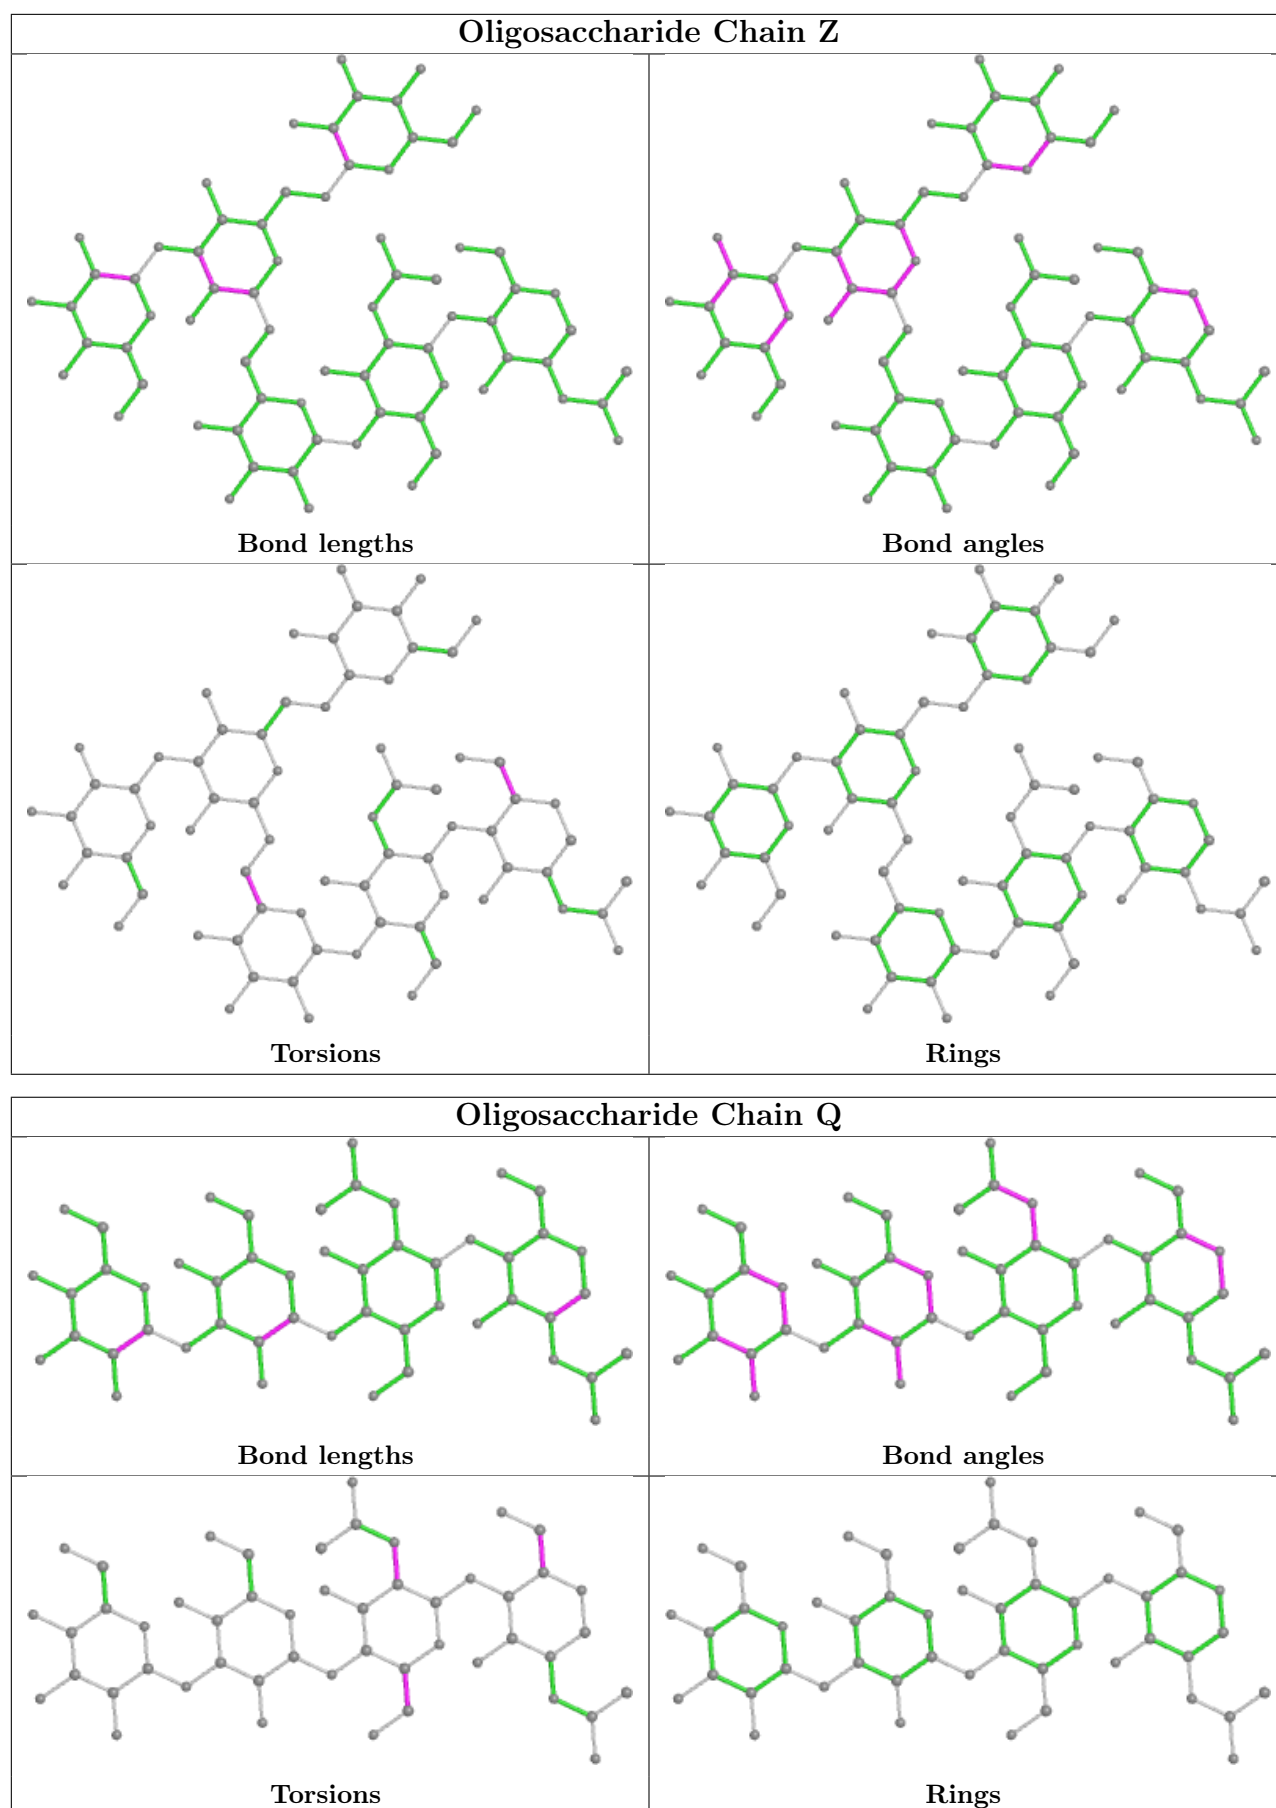 Oligosaccharide Chain Z
Bond lengths
Bond angles
Torsions
Rings
Oligosaccharide Chain Q
Bond lengths
Bond angles
Torsions
Rings